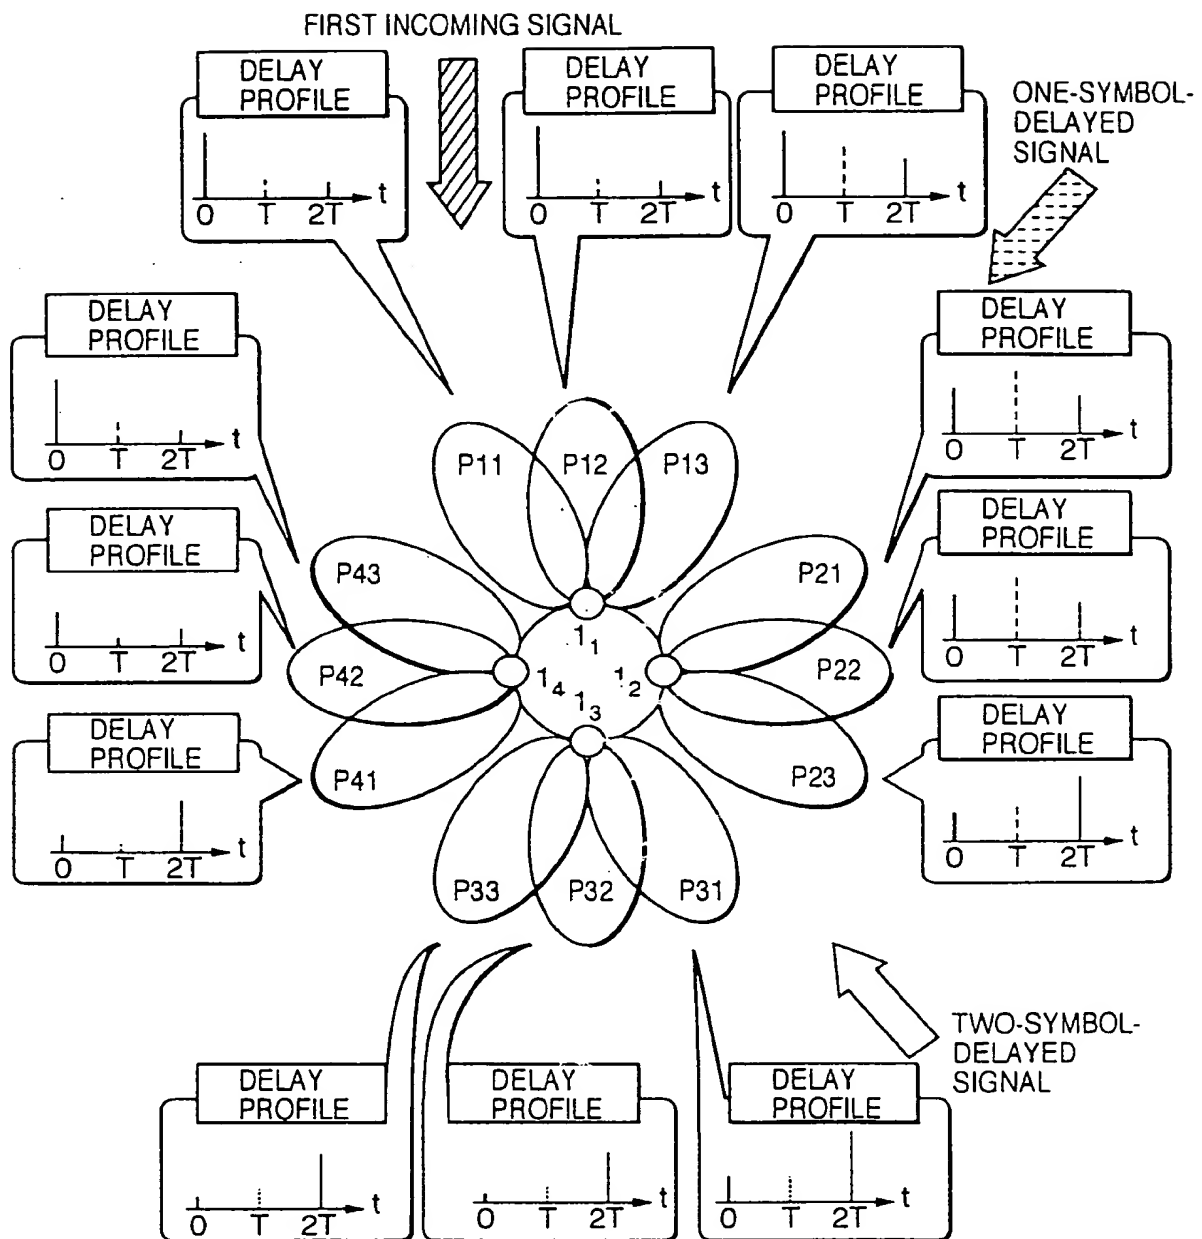 FIRST INCOMING SIGNAL
DELAY
PROFILE
0 T 2T t
DELAY
PROFILE
0 T 2T t
DELAY
PROFILE
0 T 2T t
ONE-SYMBOL-
DELAYED
SIGNAL
DELAY
PROFILE
0 T 2T t
DELAY
PROFILE
0 T 2T t
DELAY
PROFILE
0 T 2T t
DELAY
PROFILE
0 T 2T t
DELAY
PROFILE
0 T 2T t
DELAY
PROFILE
0 T 2T t
P11
P12
P13
P43
P21
P42
P22
P41
P23
P33
P32
P31
1₁
1₄
1₂
1₃
TWO-SYMBOL-
DELAYED
SIGNAL
DELAY
PROFILE
0 T 2T t
DELAY
PROFILE
0 T 2T t
DELAY
PROFILE
0 T 2T t